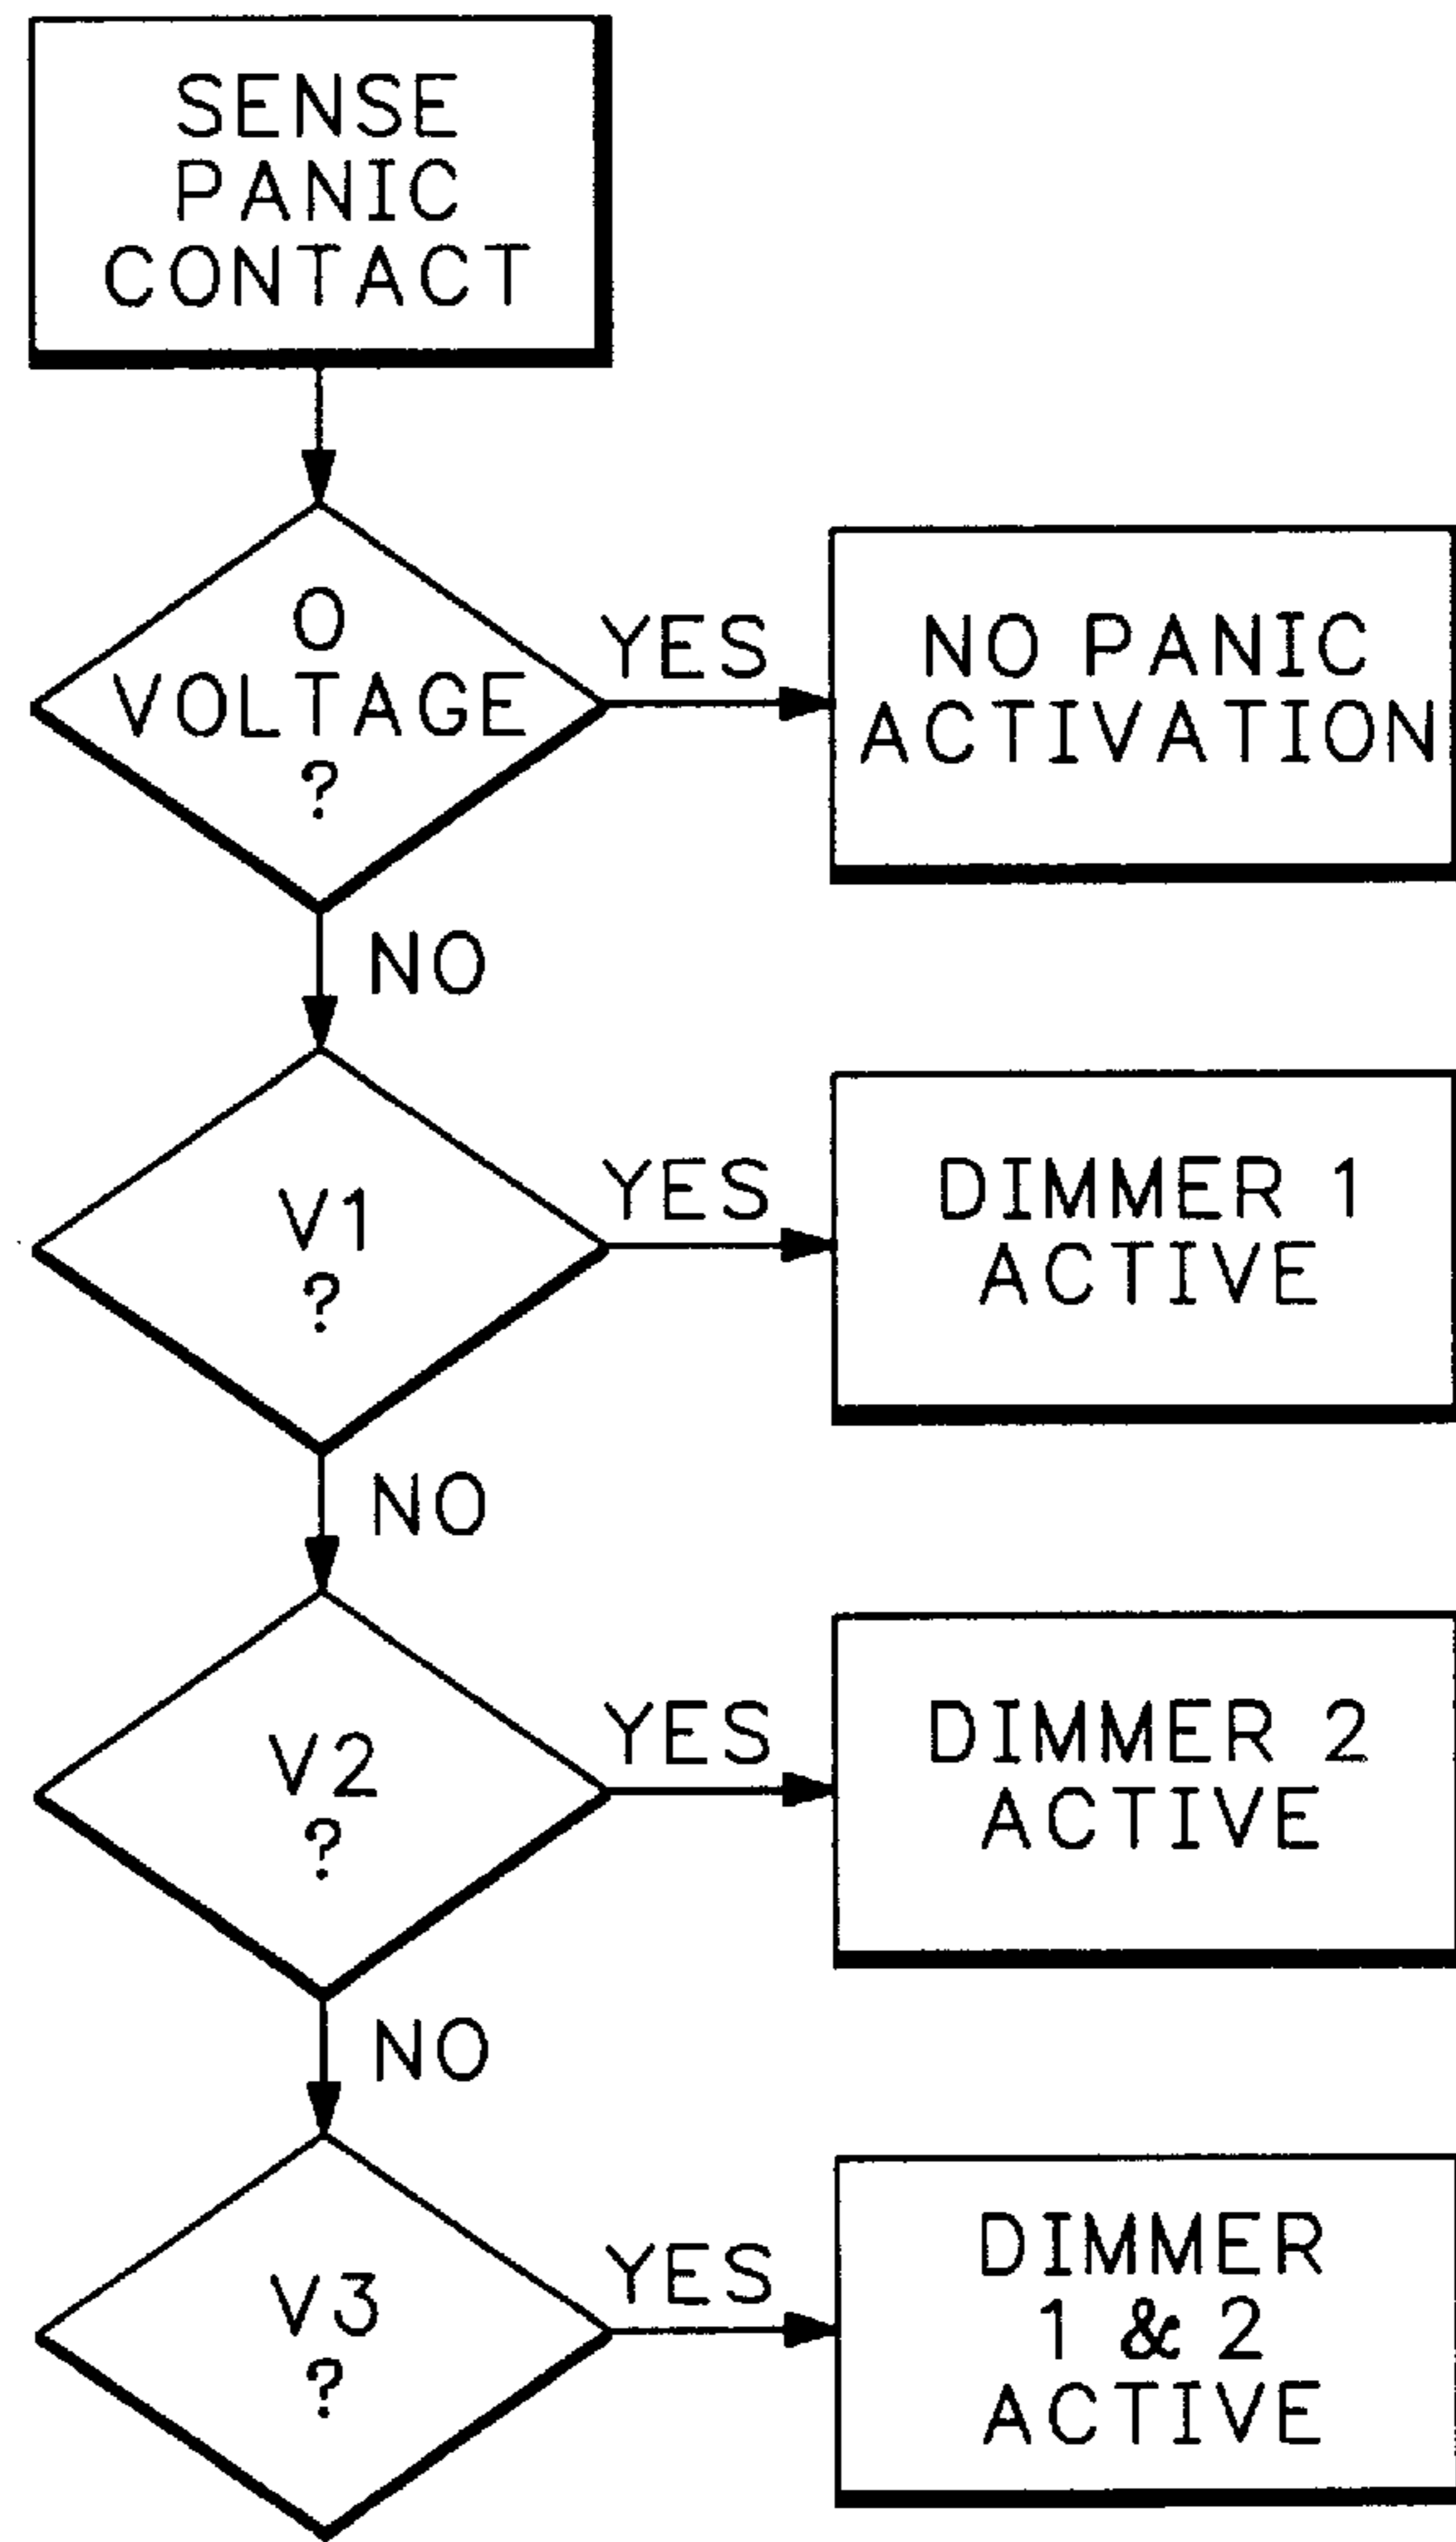 SENSE
PANIC
CONTACT
O
VOLTAGE
?
YES
NO PANIC
ACTIVATION
NO
V1
?
YES
DIMMER 1
ACTIVE
NO
V2
?
YES
DIMMER 2
ACTIVE
NO
V3
?
YES
DIMMER
1 & 2
ACTIVE